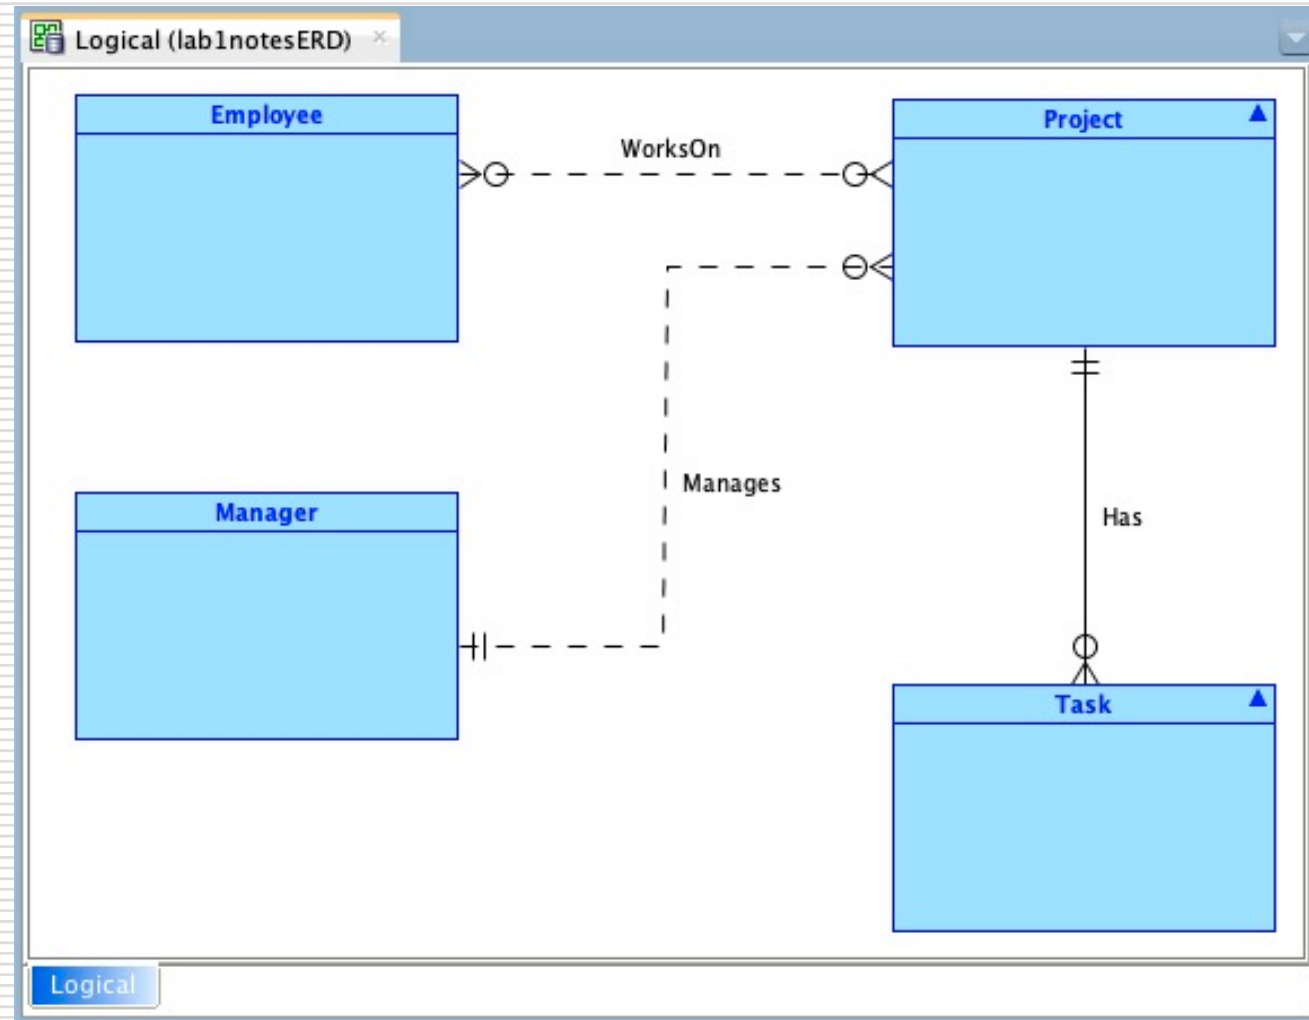 Logical (lab1notesERD)
Employee
Project
WorksOn
Manages
Manager
Has
Task
Logical